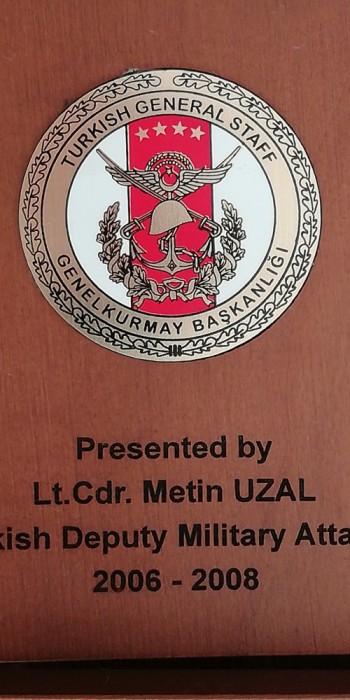 TURKISH GENERAL STAFF
GENELKURMAY BAŞKANLIĞI
Presented by
Lt.Cdr. Metin UZAL
kish Deputy Military Atta
2006 - 2008